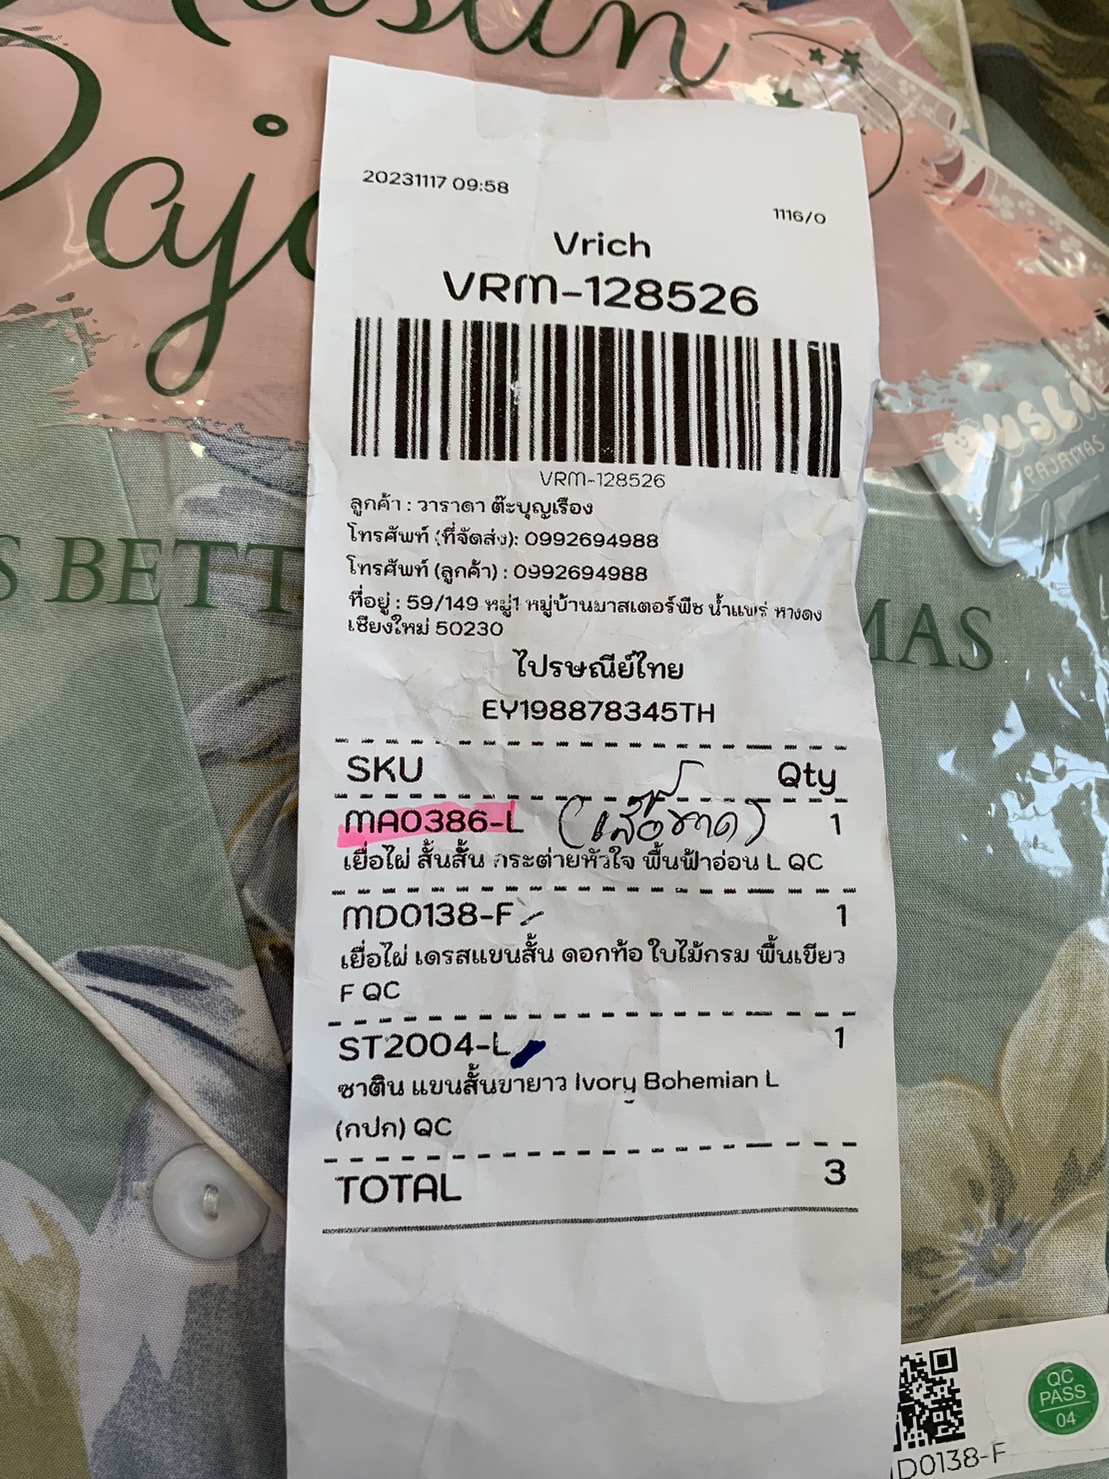 Pajamas
20231117 09:58
1116/0
Vrich
VRM-128526
VRM-128526
ลูกค้า : วาราดา ต๊ะบุญเรือง
โทรศัพท์ (ที่จัดส่ง): 0992694988
โทรศัพท์ (ลูกค้า) : 0992694988
ที่อยู่ : 59/149 หมู่1 หมู่บ้านมาสเตอร์พีช น้ำแพร่ หางดง
เชียงใหม่ 50230
S BETT
MAS
PAJAMAS
ไปรษณีย์ไทย
EY198878345TH
SKU Qty
MA0386-L (เสื้อขาด) 1
เยื่อไผ่ สั้นสั้น กระต่ายหัวใจ พื้นฟ้าอ่อน L QC
MD0138-F 1
เยื่อไผ่ เดรสแขนสั้น ดอกท้อ ใบไม้กรม พื้นเขียว
F QC
ST2004-L 1
ซาติน แขนสั้นขายาว Ivory Bohemian L
(กปก) QC
TOTAL 3
QC
PASS
04
D0138-F